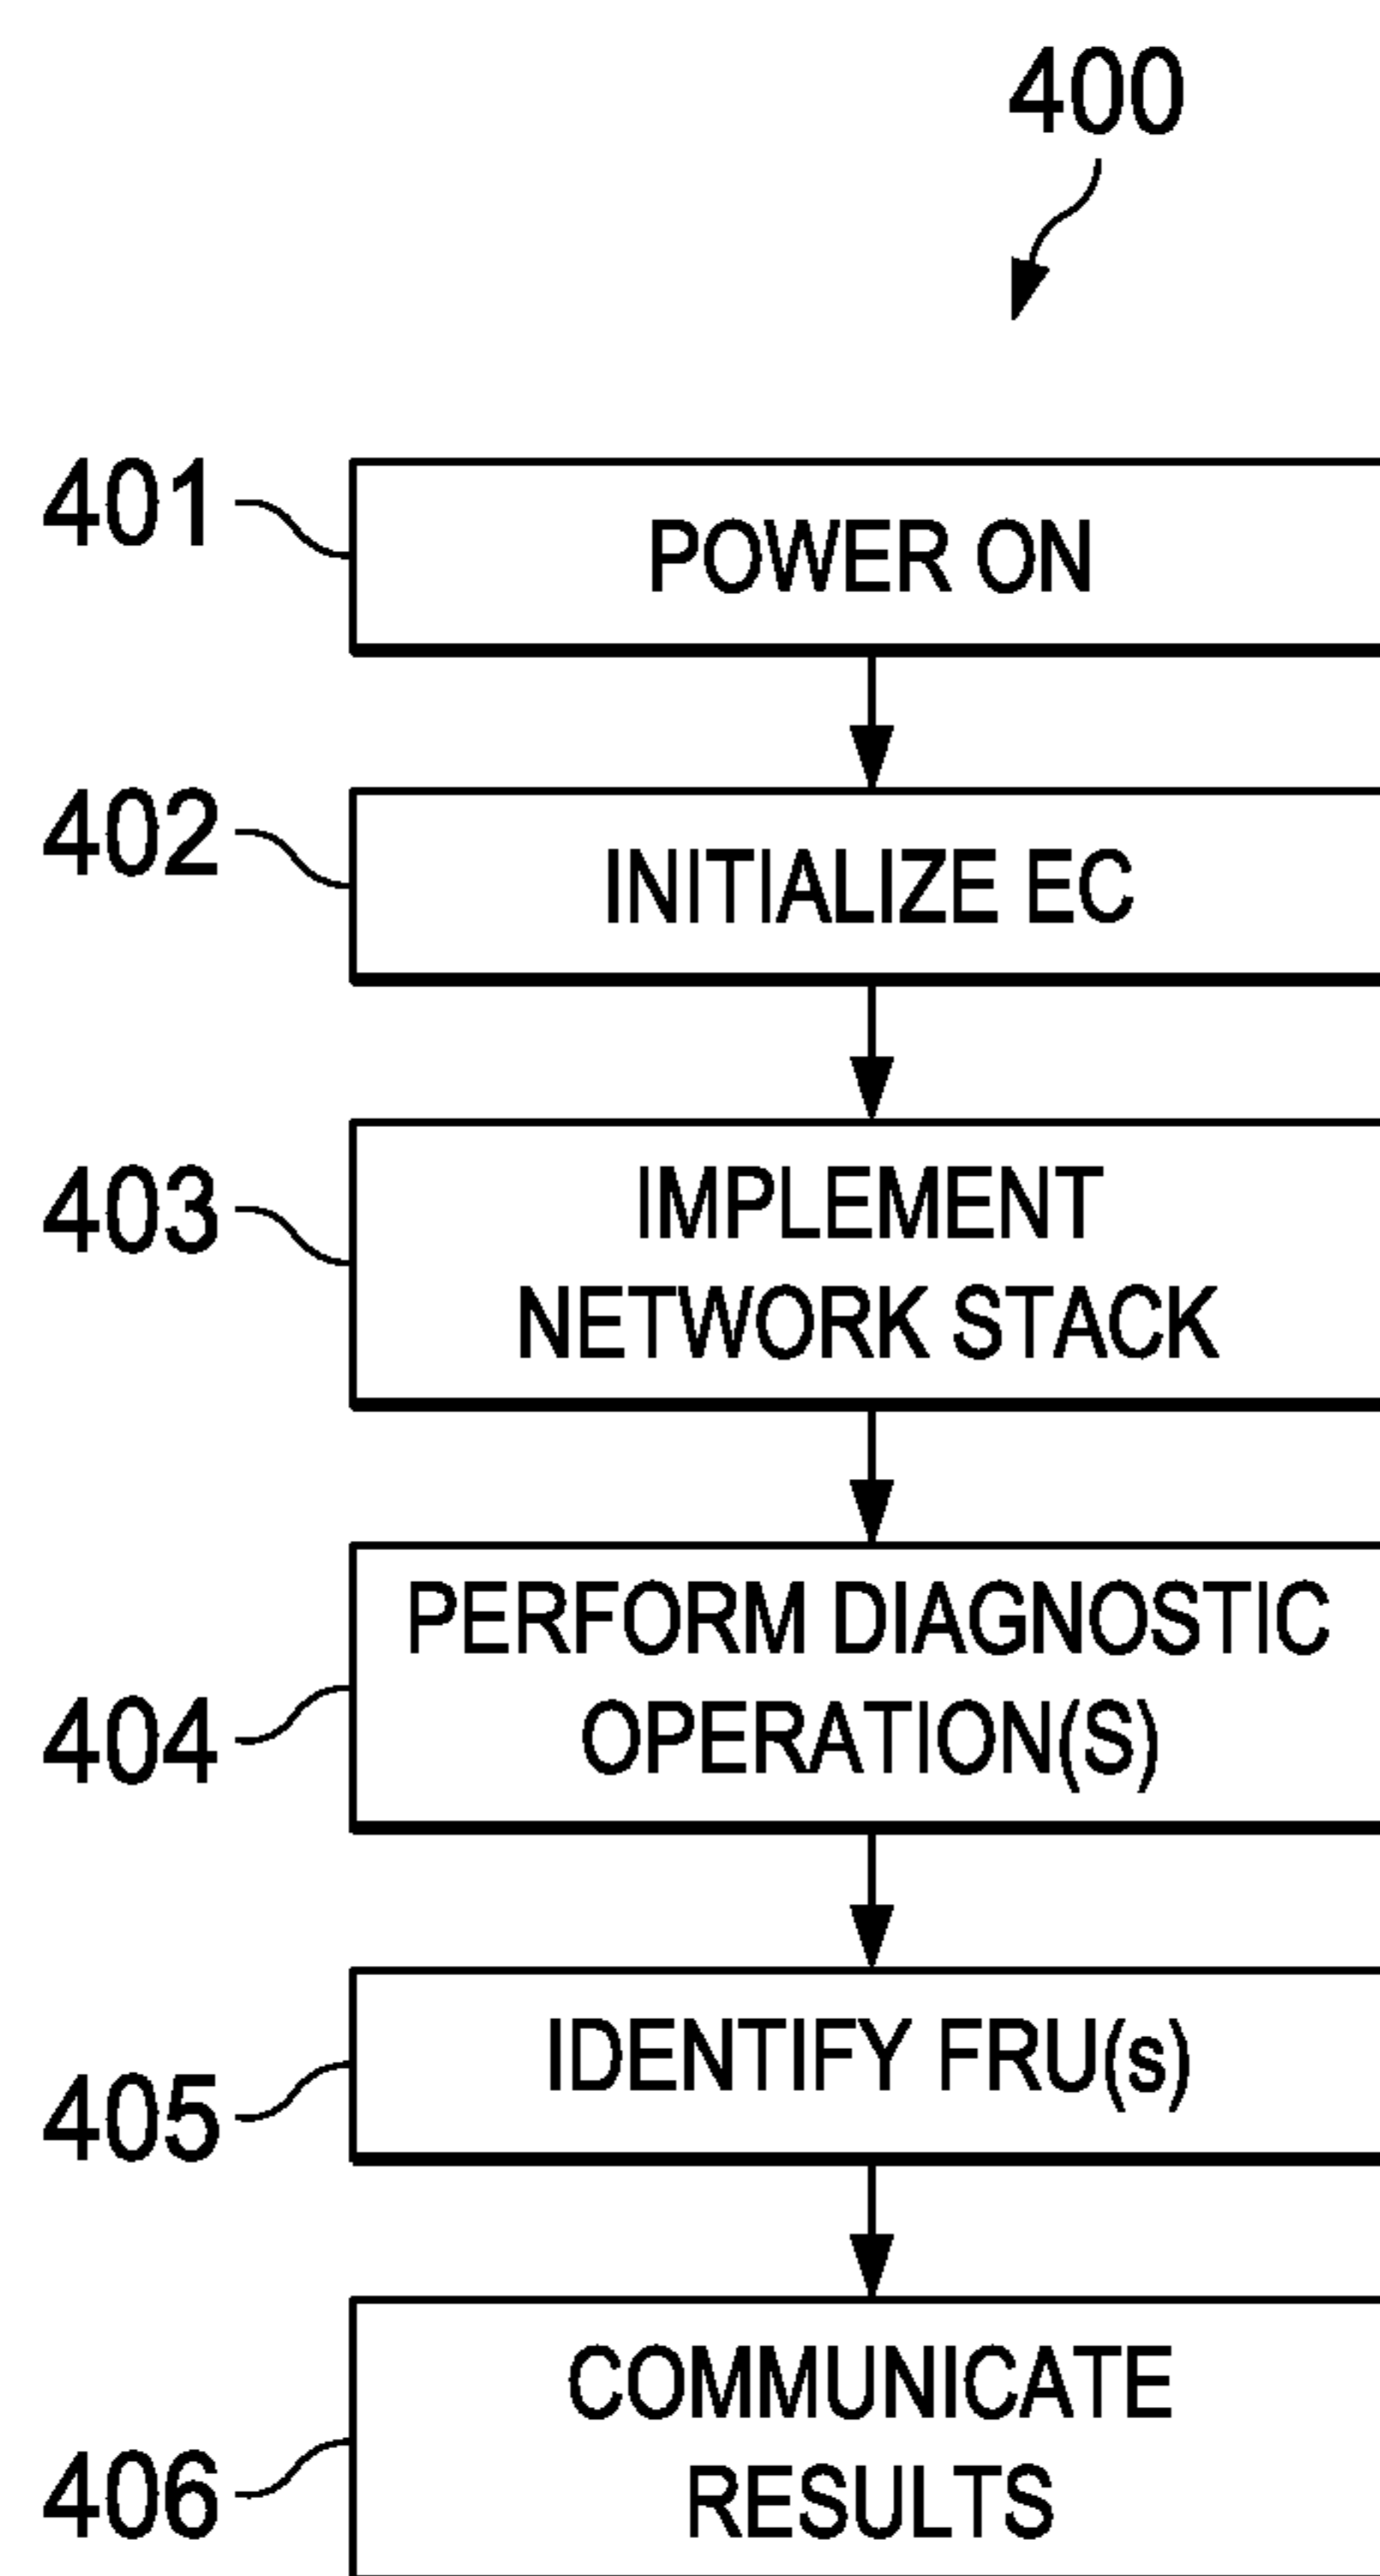 400
401
POWER ON
402
INITIALIZE EC
403
IMPLEMENT
NETWORK STACK
404
PERFORM DIAGNOSTIC
OPERATION(S)
405
IDENTIFY FRU(s)
406
COMMUNICATE
RESULTS